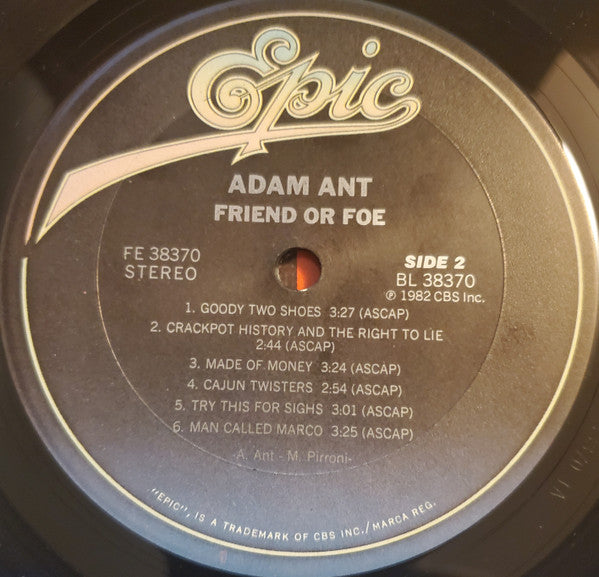 Epic
ADAM ANT
FRIEND OR FOE
FE 38370
STEREO
SIDE 2
BL 38370
℗ 1982 CBS Inc.
1. GOODY TWO SHOES 3:27 (ASCAP)
2. CRACKPOT HISTORY AND THE RIGHT TO LIE
2:44 (ASCAP)
3. MADE OF MONEY 3:24 (ASCAP)
4. CAJUN TWISTERS 2:54 (ASCAP)
5. TRY THIS FOR SIGHS 3:01 (ASCAP)
6. MAN CALLED MARCO 3:25 (ASCAP)
-A. Ant - M. Pirroni-
"EPIC", IS A TRADEMARK OF CBS INC./MARCA REG.